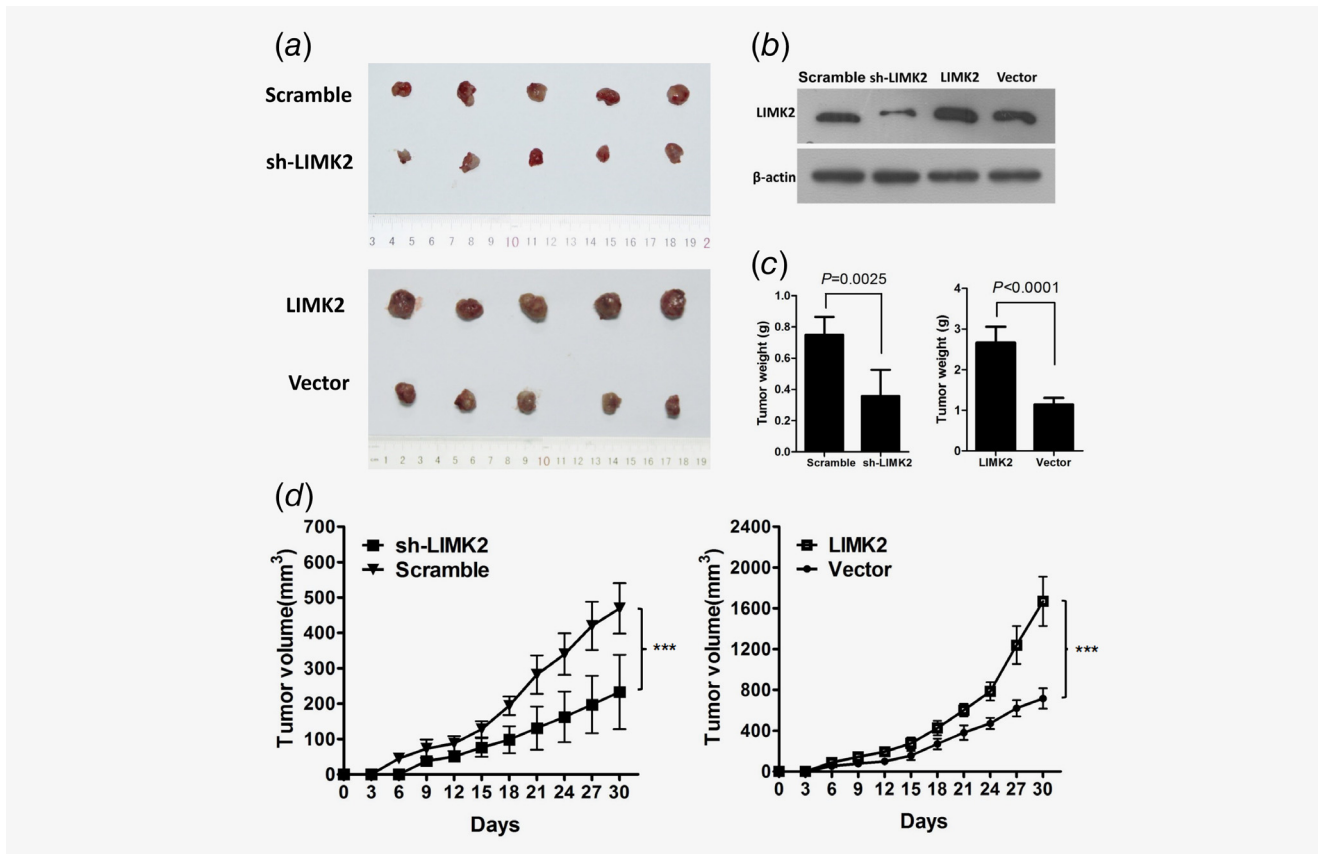 (a)
Scramble
sh-LIMK2
3 4 5 6 7 8 9 10 11 12 13 14 15 16 17 18 19 2
LIMK2
Vector
1 2 3 4 5 6 7 8 9 10 11 12 13 14 15 16 17 18 19
(b)
Scramble sh-LIMK2 LIMK2 Vector
LIMK2
β-actin
(c)
P=0.0025
Tumor weight (g)
1.0
0.8
0.6
0.4
0.2
0.0
Scramble sh-LIMK2
P<0.0001
Tumor weight (g)
4
3
2
1
0
LIMK2 Vector
(d)
Tumor volume(mm³)
700
600
500
400
300
200
100
0
sh-LIMK2
Scramble
***
0 3 6 9 12 15 18 21 24 27 30
Days
Tumor volume(mm³)
2400
2000
1600
1200
800
400
0
LIMK2
Vector
***
0 3 6 9 12 15 18 21 24 27 30
Days